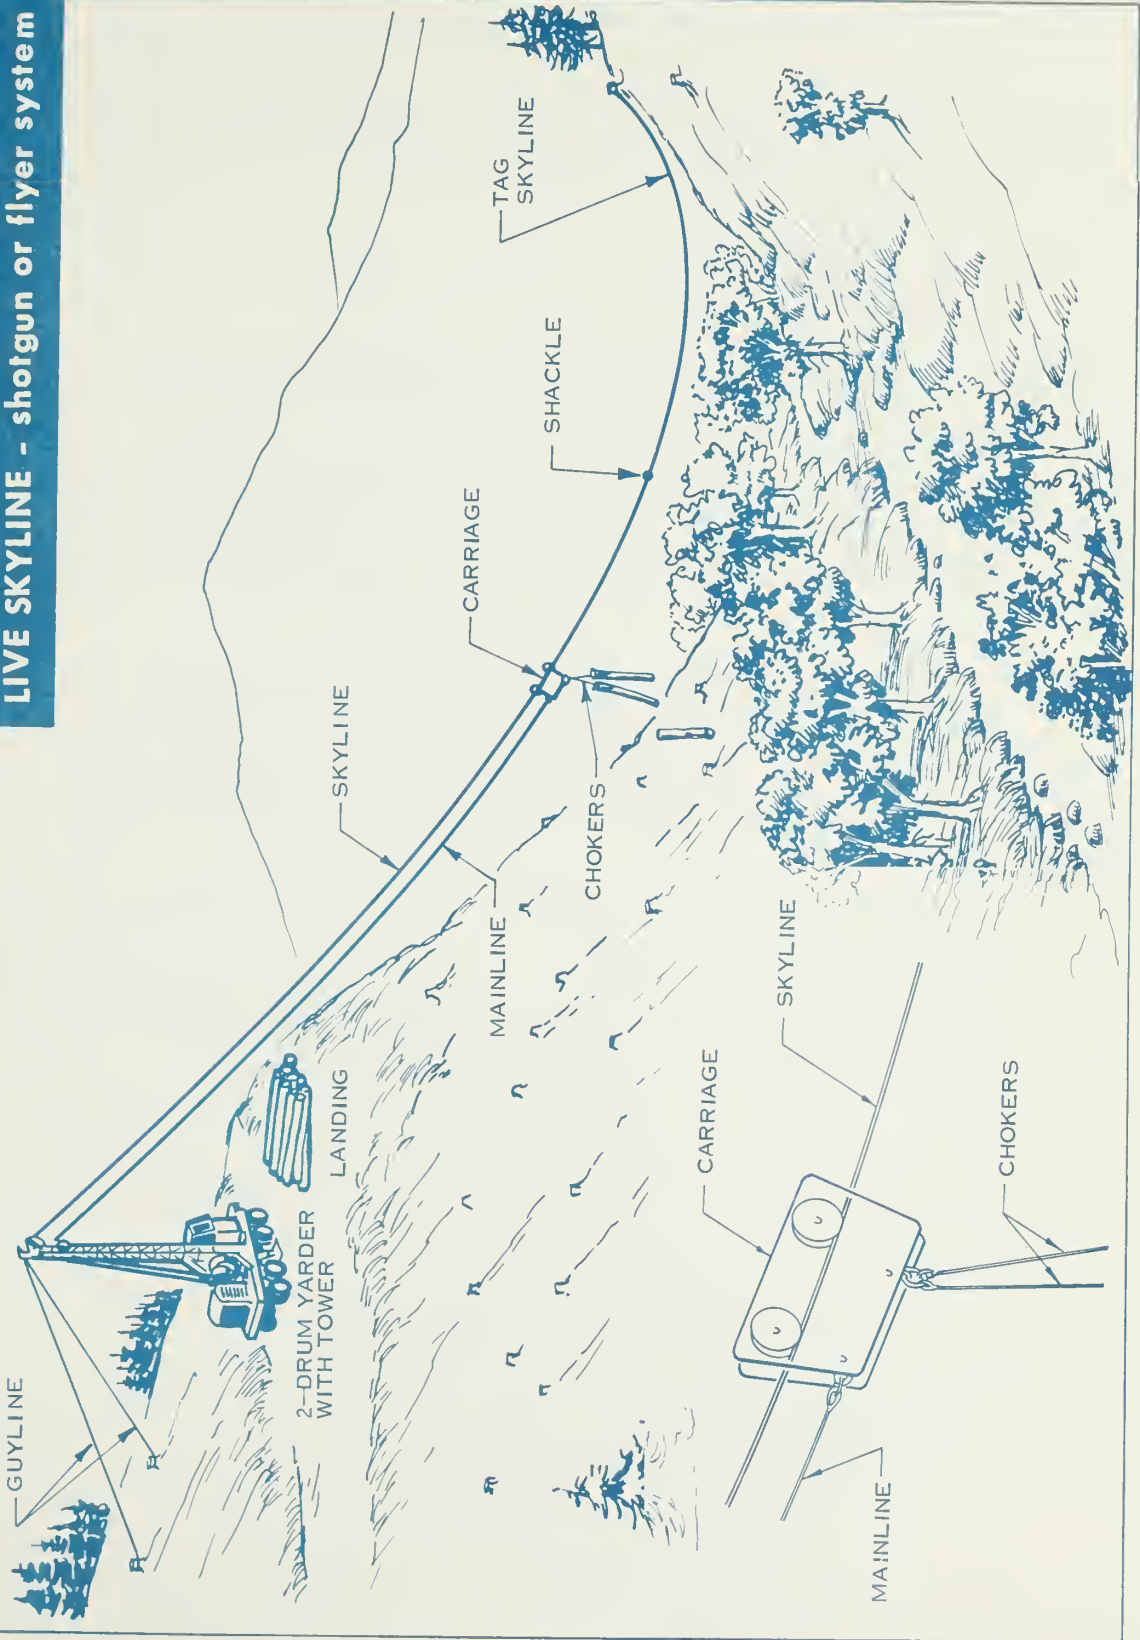 LIVE SKYLINE - shotgun or flyer system
GUYLINE
SKYLINE
CARRIAGE
SHACKLE
TAG
SKYLINE
2-DRUM YARDER
WITH TOWER
LANDING
MAINLINE
CHOKERS
CARRIAGE
SKYLINE
MAINLINE
CHOKERS